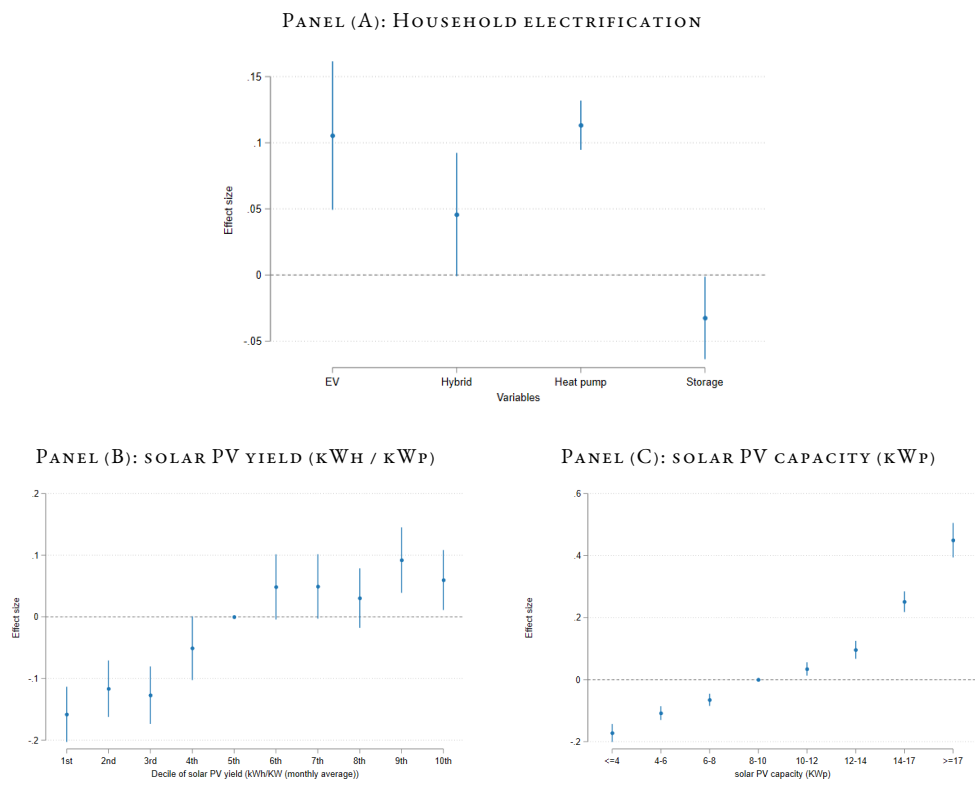 Panel (A): Household electrification
.15
.1
.05
0
-.05
Effect size
EV Hybrid Heat pump Storage
Variables
Panel (B): solar PV yield (kWh / kWp)
.2
.1
0
-.1
-.2
Effect size
1st 2nd 3rd 4th 5th 6th 7th 8th 9th 10th
Decile of solar PV yield (kWh/KW (monthly average))
Panel (C): solar PV capacity (kWp)
.6
.4
.2
0
-.2
Effect size
<=4 4-6 6-8 8-10 10-12 12-14 14-17 >=17
solar PV capacity (KWp)